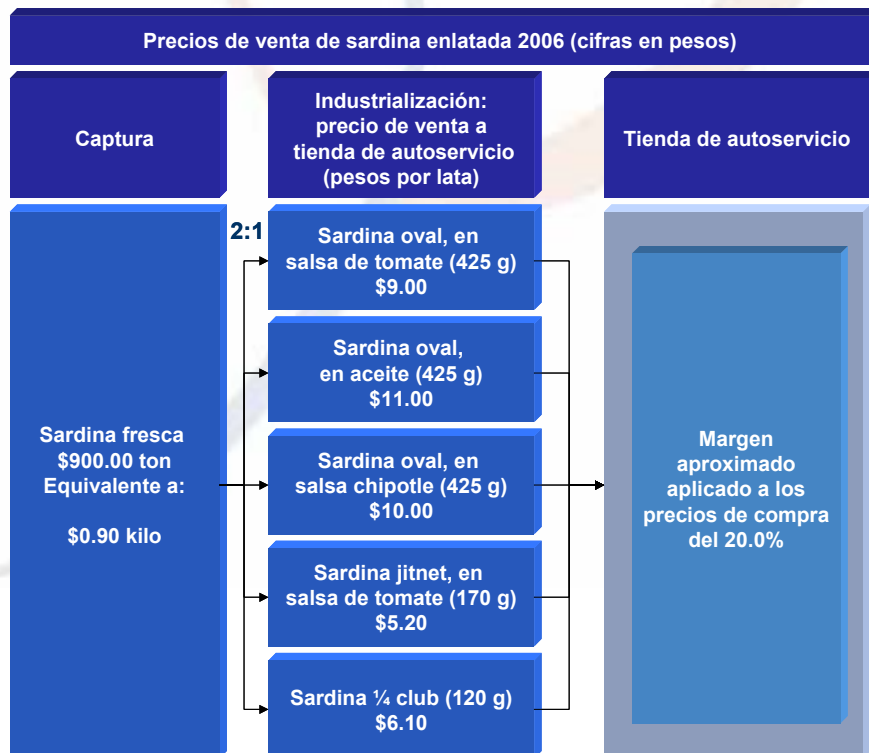 Precios de venta de sardina enlatada 2006 (cifras en pesos)
Captura
Industrialización:
precio de venta a
tienda de autoservicio
(pesos por lata)
Tienda de autoservicio
Sardina fresca
$900.00 ton
Equivalente a:
$0.90 kilo
2:1
Sardina oval, en
salsa de tomate (425 g)
$9.00
Sardina oval,
en aceite (425 g)
$11.00
Sardina oval, en
salsa chipotle (425 g)
$10.00
Sardina jitnet, en
salsa de tomate (170 g)
$5.20
Sardina ¼ club (120 g)
$6.10
Margen
aproximado
aplicado a los
precios de compra
del 20.0%